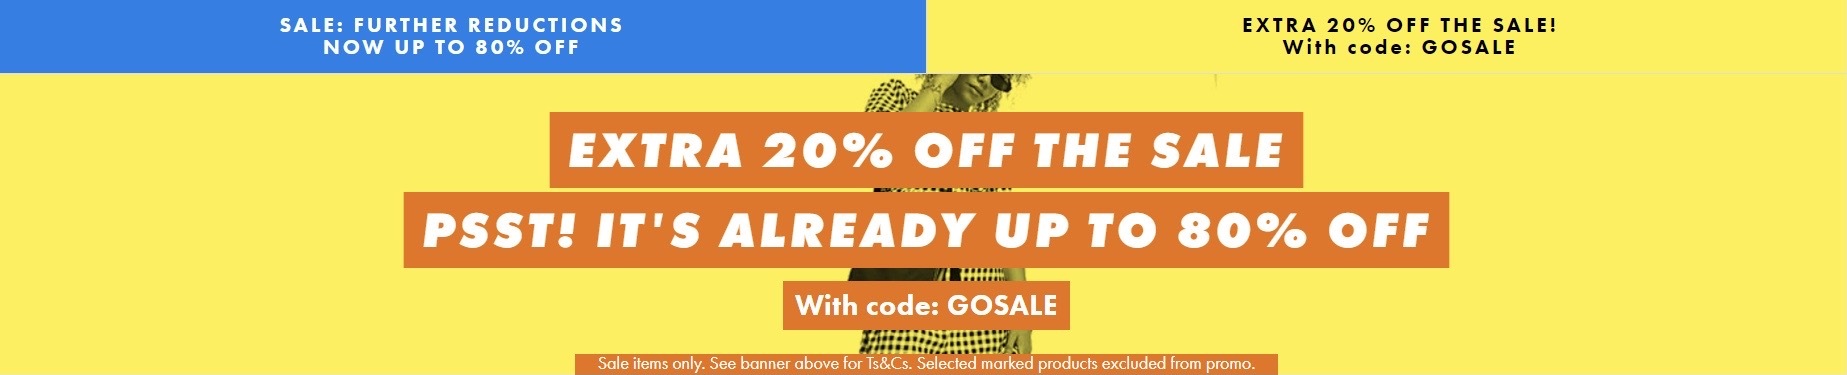 SALE: FURTHER REDUCTIONS
NOW UP TO 80% OFF
EXTRA 20% OFF THE SALE!
With code: GOSALE
EXTRA 20% OFF THE SALE
PSST! IT'S ALREADY UP TO 80% OFF
With code: GOSALE
Sale items only. See banner above for Ts&Cs. Selected marked products excluded from promo.